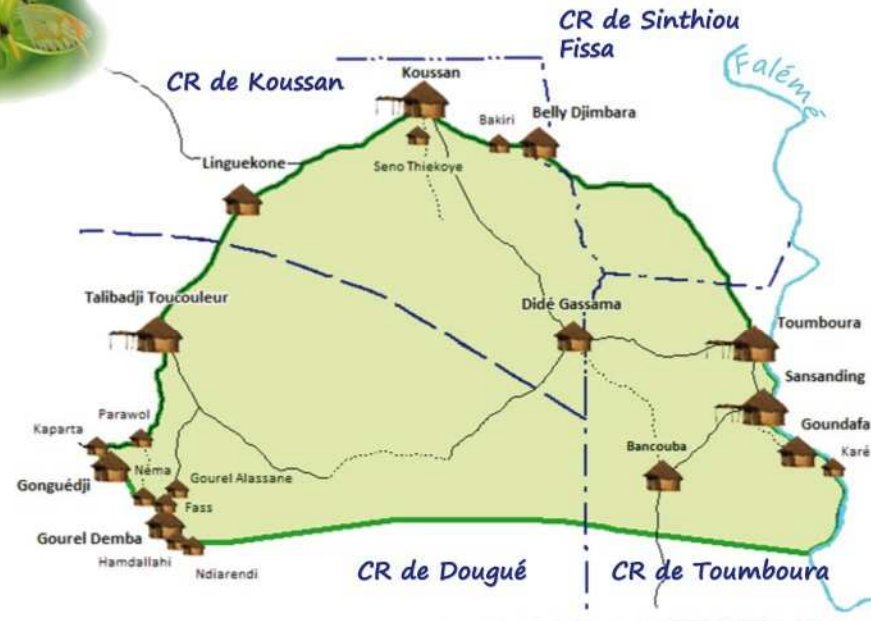 CR de Sinthiou
Fissa
Falémé
CR de Koussan
Koussan
Bakiri
Belly Djimbara
Linguekone
Seno Thiekoye
Talibadji Toucouleur
Didé Gassama
Toumboura
Sansanding
Parawol
Kaparta
Goundafa
Bancouba
Karé
Néma
Gonguédji
Gourel Alassane
Fass
Gourel Demba
Hamdallahi
Ndiarendi
CR de Dougué
CR de Toumboura